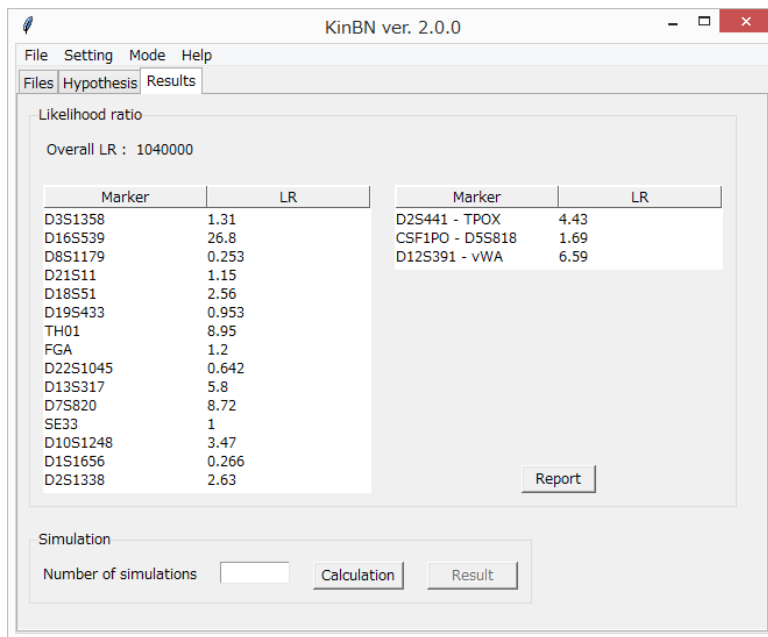 KinBN ver. 2.0.0
File Setting Mode Help
Files Hypothesis Results
Likelihood ratio
Overall LR : 1040000
Marker LR
D3S1358 1.31
D16S539 26.8
D8S1179 0.253
D21S11 1.15
D18S51 2.56
D19S433 0.953
TH01 8.95
FGA 1.2
D22S1045 0.642
D13S317 5.8
D7S820 8.72
SE33 1
D10S1248 3.47
D1S1656 0.266
D2S1338 2.63
Marker LR
D2S441 - TPOX 4.43
CSF1PO - D5S818 1.69
D12S391 - vWA 6.59
Report
Simulation
Number of simulations Calculation Result